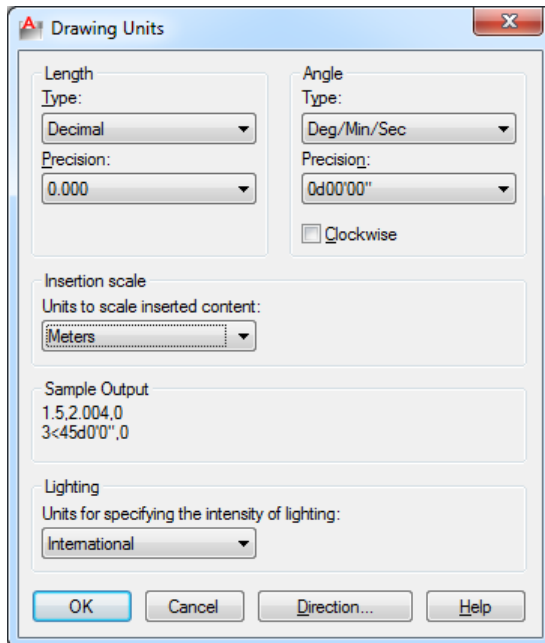 Drawing Units
Length
Type:
Decimal
Precision:
0.000
Angle
Type:
Deg/Min/Sec
Precision:
0d00'00"
Clockwise
Insertion scale
Units to scale inserted content:
Meters
Sample Output
1.5,2.004,0
3<45d0'0",0
Lighting
Units for specifying the intensity of lighting:
International
OK Cancel Direction... Help